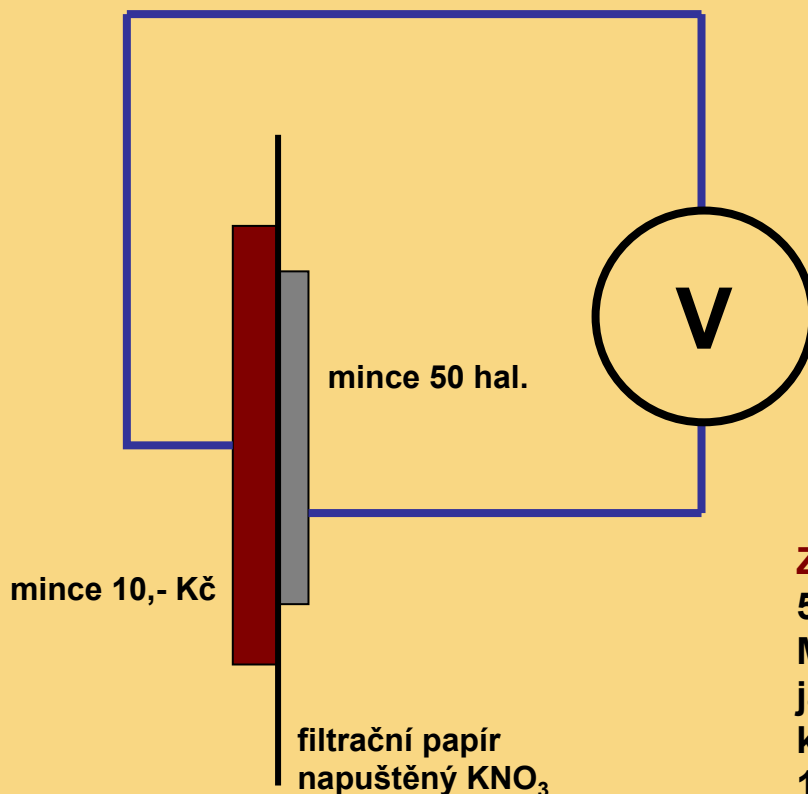 V
mince 50 hal.
mince 10,- Kč
filtrační papír
napuštěný KNO₃